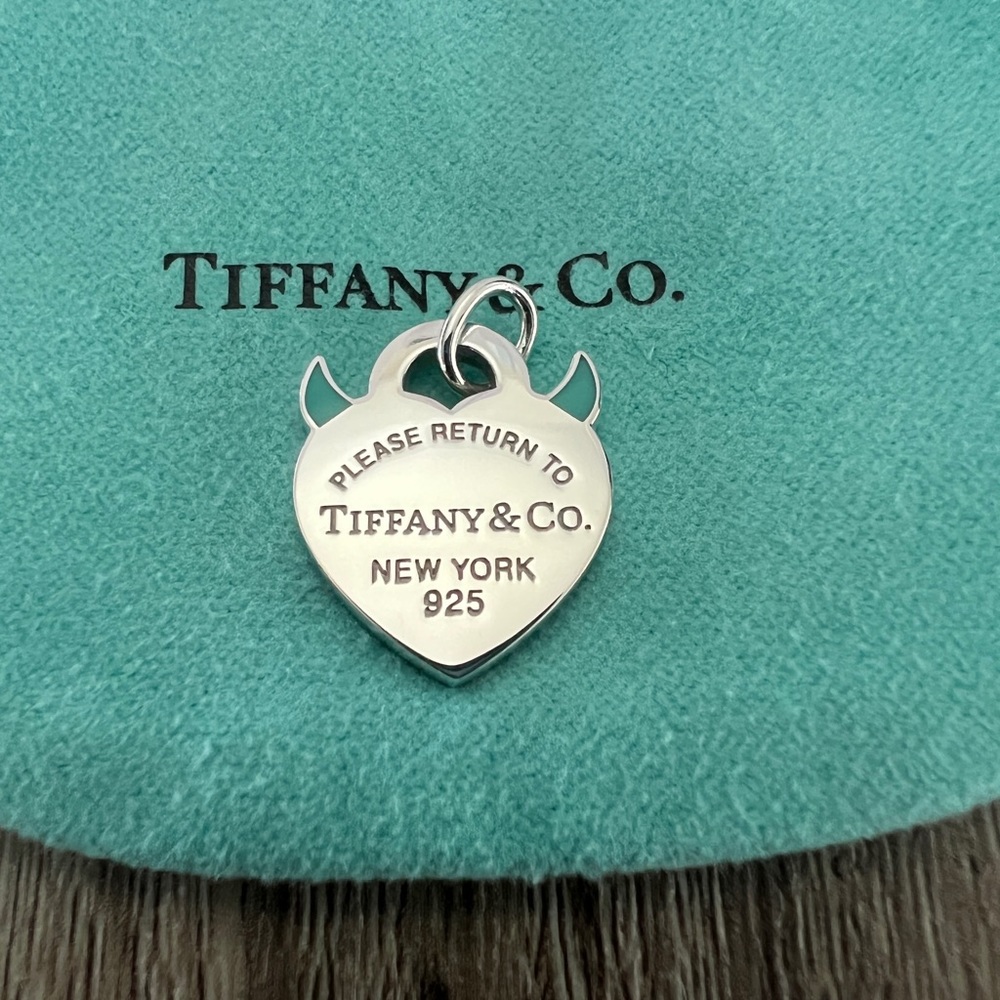 TIFFANY & CO.
PLEASE RETURN TO
TIFFANY & CO.
NEW YORK
925